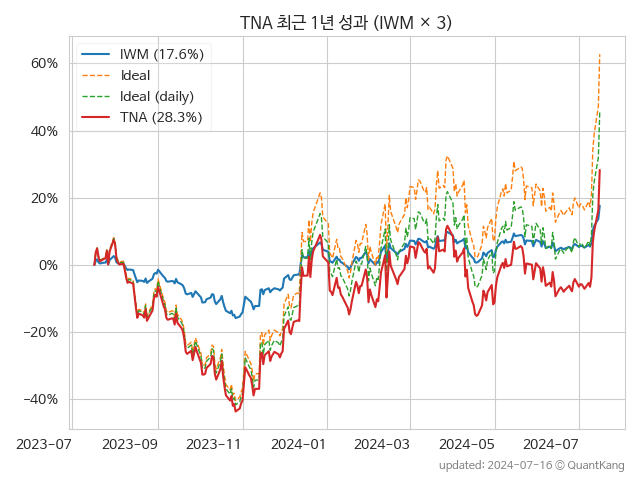 TNA 최근 1년 성과 (IWM × 3)
IWM (17.6%)
Ideal
Ideal (daily)
TNA (28.3%)
60%
40%
20%
0%
−20%
−40%
2023-07 2023-09 2023-11 2024-01 2024-03 2024-05 2024-07
updated: 2024-07-16 © QuantKang